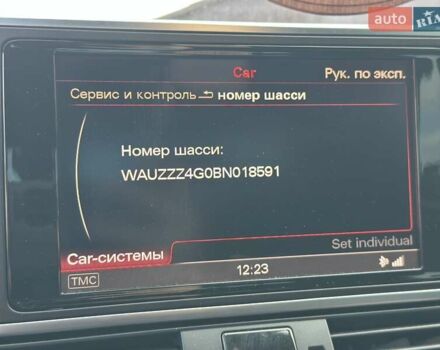 auto RIA
Car
Рук. по эксп.
Сервис и контроль номер шасси
Номер шасси:
WAUZZZ4G0BN018591
Set individual
Car-системы
TMC
12:23